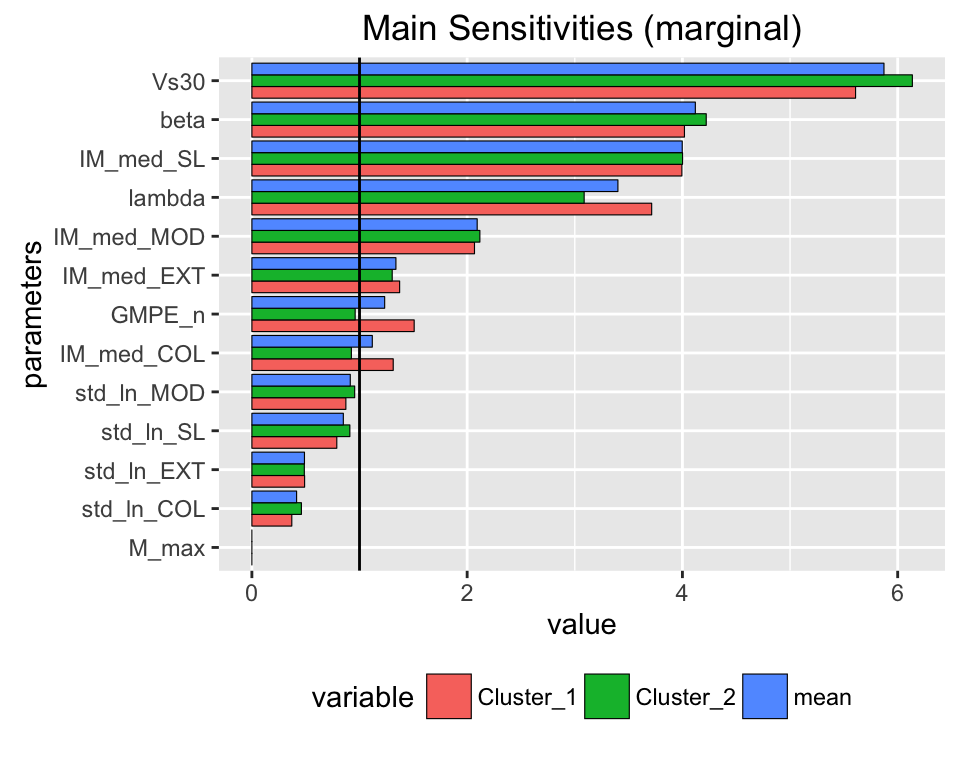 Main Sensitivities (marginal)
parameters
Vs30
beta
IM_med_SL
lambda
IM_med_MOD
IM_med_EXT
GMPE_n
IM_med_COL
std_ln_MOD
std_ln_SL
std_ln_EXT
std_ln_COL
M_max
0 2 4 6
value
variable Cluster_1 Cluster_2 mean